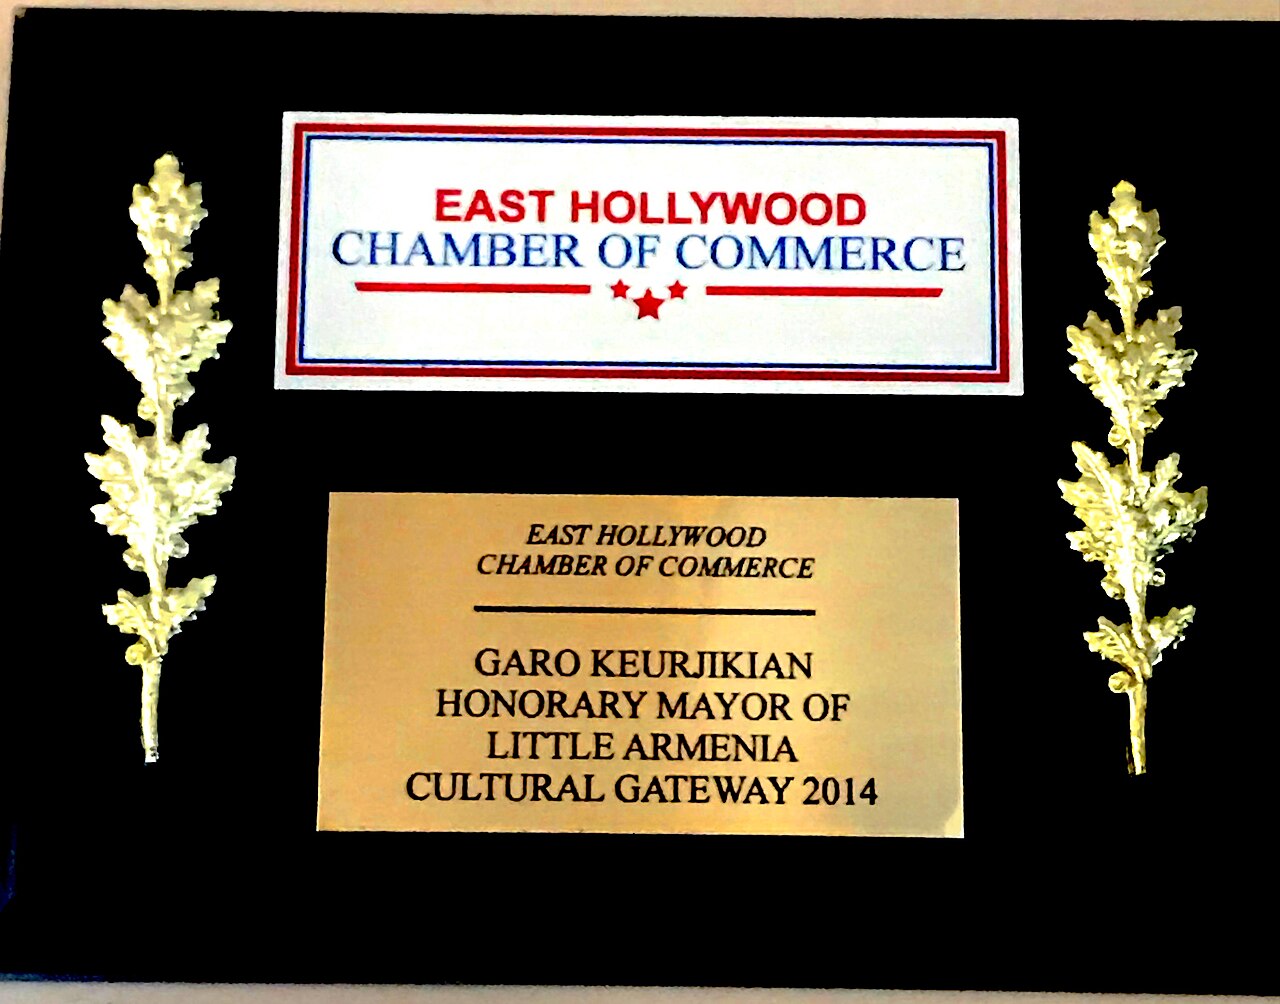 EAST HOLLYWOOD
CHAMBER OF COMMERCE
EAST HOLLYWOOD
CHAMBER OF COMMERCE
GARO KEURJIKIAN
HONORARY MAYOR OF
LITTLE ARMENIA
CULTURAL GATEWAY 2014